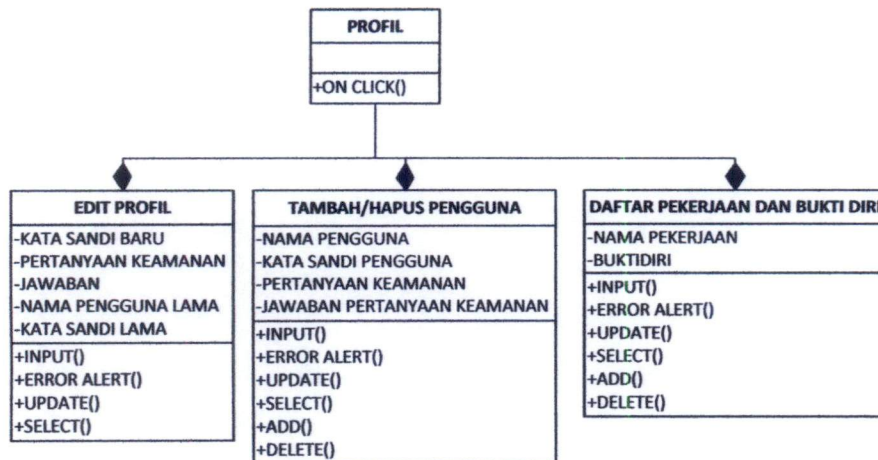 PROFIL
+ON CLICK()
EDIT PROFIL
-KATA SANDI BARU
-PERTANYAAN KEAMANAN
-JAWABAN
-NAMA PENGGUNA LAMA
-KATA SANDI LAMA
+INPUT()
+ERROR ALERT()
+UPDATE()
+SELECT()
TAMBAH/HAPUS PENGGUNA
-NAMA PENGGUNA
-KATA SANDI PENGGUNA
-PERTANYAAN KEAMANAN
-JAWABAN PERTANYAAN KEAMANAN
+INPUT()
+ERROR ALERT()
+UPDATE()
+SELECT()
+ADD()
+DELETE()
DAFTAR PEKERJAAN DAN BUKTI DIRI
-NAMA PEKERJAAN
-BUKTIDIRI
+INPUT()
+ERROR ALERT()
+UPDATE()
+SELECT()
+ADD()
+DELETE()